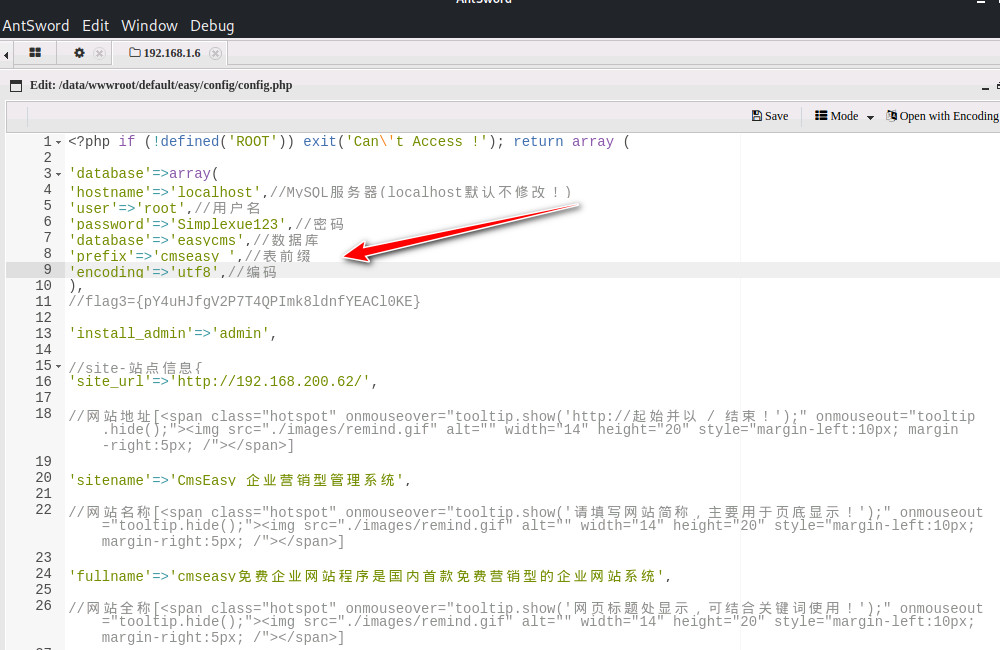 AntSword
AntSword Edit Window Debug
192.168.1.6
Edit: /data/wwwroot/default/easy/config/config.php
Save Mode Open with Encoding
1 <?php if (!defined('ROOT')) exit('Can\'t Access !'); return array (
2
3 'database'=>array(
4 'hostname'=>'localhost',//MySQL服务器(localhost默认不修改！)
5 'user'=>'root',//用户名
6 'password'=>'Simplexue123',//密码
7 'database'=>'easycms',//数据库
8 'prefix'=>'cmseasy_',//表前缀
9 'encoding'=>'utf8',//编码
10 ),
11 //flag3={pY4uHJfgV2P7T4QPImk8ldnfYEACl0KE}
12
13 'install_admin'=>'admin',
14
15 //site-站点信息{
16 'site_url'=>'http://192.168.200.62/',
17
18 //网站地址[<span class="hotspot" onmouseover="tooltip.show('http://起始并以 / 结束！');" onmouseout="tooltip
.hide();"><img src="./images/remind.gif" alt="" width="14" height="20" style="margin-left:10px; margin
-right:5px; /"></span>]
19
20 'sitename'=>'CmsEasy 企业营销型管理系统',
21
22 //网站名称[<span class="hotspot" onmouseover="tooltip.show('请填写网站简称，主要用于页底显示！');" onmouseout
="tooltip.hide();"><img src="./images/remind.gif" alt="" width="14" height="20" style="margin-left:10px;
margin-right:5px; /"></span>]
23
24 'fullname'=>'cmseasy免费企业网站程序是国内首款免费营销型的企业网站系统',
25
26 //网站全称[<span class="hotspot" onmouseover="tooltip.show('网页标题处显示，可结合关键词使用！');" onmouseout
="tooltip.hide();"><img src="./images/remind.gif" alt="" width="14" height="20" style="margin-left:10px;
margin-right:5px; /"></span>]